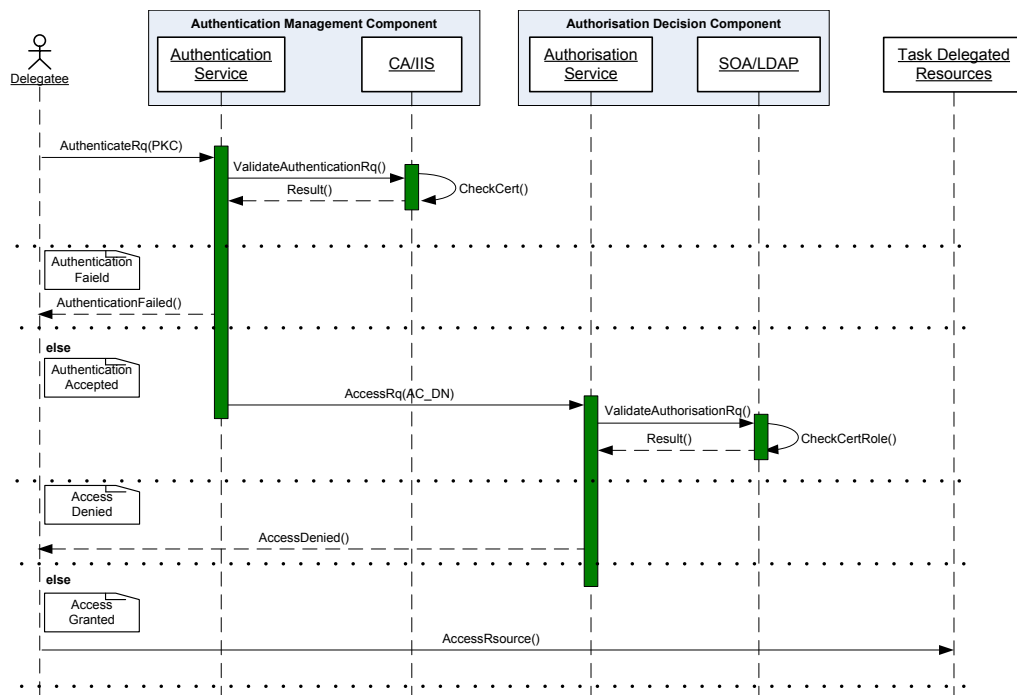 Authentication Management Component
Authorisation Decision Component
Delegatee
Authentication
Service
CA/IIS
Authorisation
Service
SOA/LDAP
Task Delegated
Resources
AuthenticateRq(PKC)
ValidateAuthenticationRq()
CheckCert()
Result()
Authentication
Faield
AuthenticationFailed()
else
Authentication
Accepted
AccessRq(AC_DN)
ValidateAuthorisationRq()
CheckCertRole()
Result()
Access
Denied
AccessDenied()
else
Access
Granted
AccessRsource()